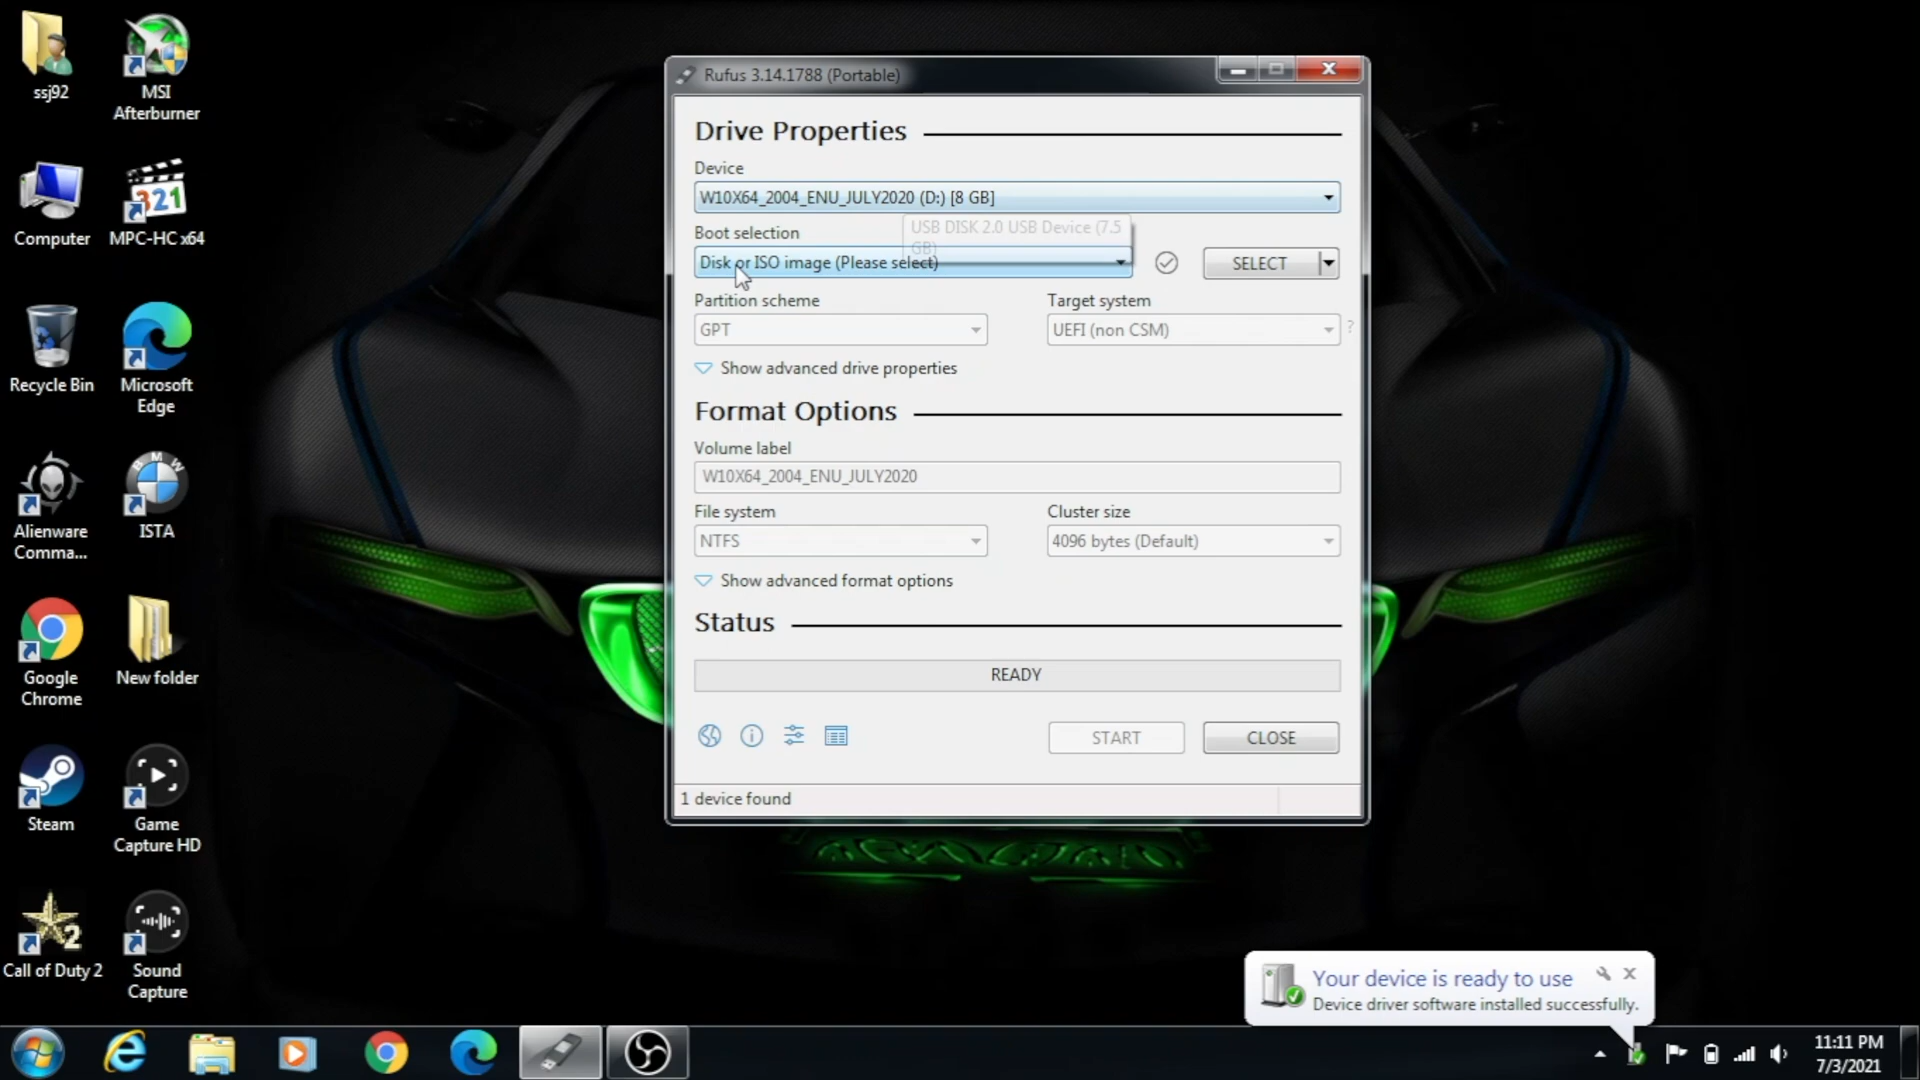 ssj92
MSI
Afterburner
Computer
321
MPC-HC x64
Recycle Bin
Microsoft
Edge
Alienware
Comma...
BMW
ISTA
Google
Chrome
New folder
Steam
Game
Capture HD
2
Call of Duty 2
Sound
Capture
Rufus 3.14.1788 (Portable)
Drive Properties
Device
W10X64_2004_ENU_JULY2020 (D:) [8 GB]
USB DISK 2.0 USB Device (7.5
GB)
Boot selection
Disk or ISO image (Please select)
SELECT
Partition scheme
Target system
GPT
UEFI (non CSM)
?
Show advanced drive properties
Format Options
Volume label
W10X64_2004_ENU_JULY2020
File system
Cluster size
NTFS
4096 bytes (Default)
Show advanced format options
Status
READY
START
CLOSE
1 device found
Your device is ready to use
Device driver software installed successfully.
11:11 PM
7/3/2021